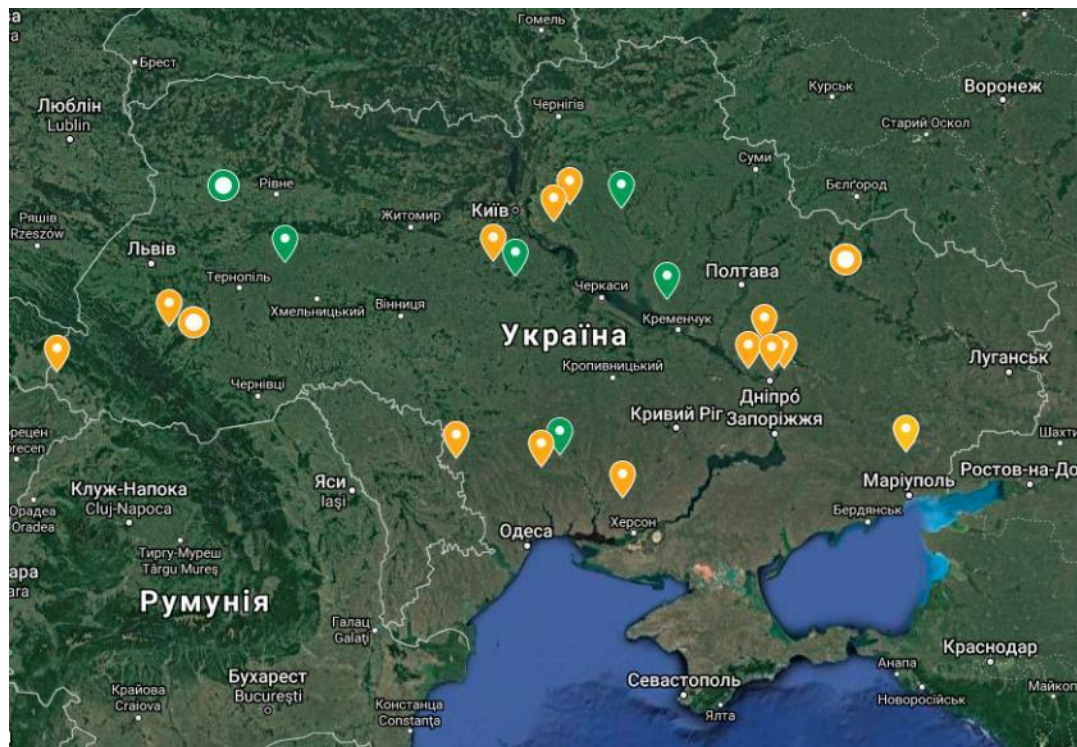 Гомель
Брест
Курськ
Воронеж
Люблін
Lublin
Чернігів
Старий Оскол
Суми
Рівне
Бєлґород
Київ
Житомир
Ряшів
Rzeszów
Львів
Тернопіль
Полтава
Черкаси
Хмельницький
Вінниця
Кременчук
Україна
Луганськ
Кропивницький
Чернівці
Дніпро́
Кривий Ріг
Запоріжжя
Шахти
Клуж-Напока
Cluj-Napoca
Яси
Iași
Маріуполь
Ростов-на-До
Орадеа
Oradea
Бердянськ
Одеса
Херсон
Тиргу-Муреш
Târgu Mureș
Румунія
Галац
Galați
Краснодар
Бухарест
București
Севастополь
Анапа
Новоросійськ
Майкоп
Крайова
Craiova
Констанца
Constanța
Ялта